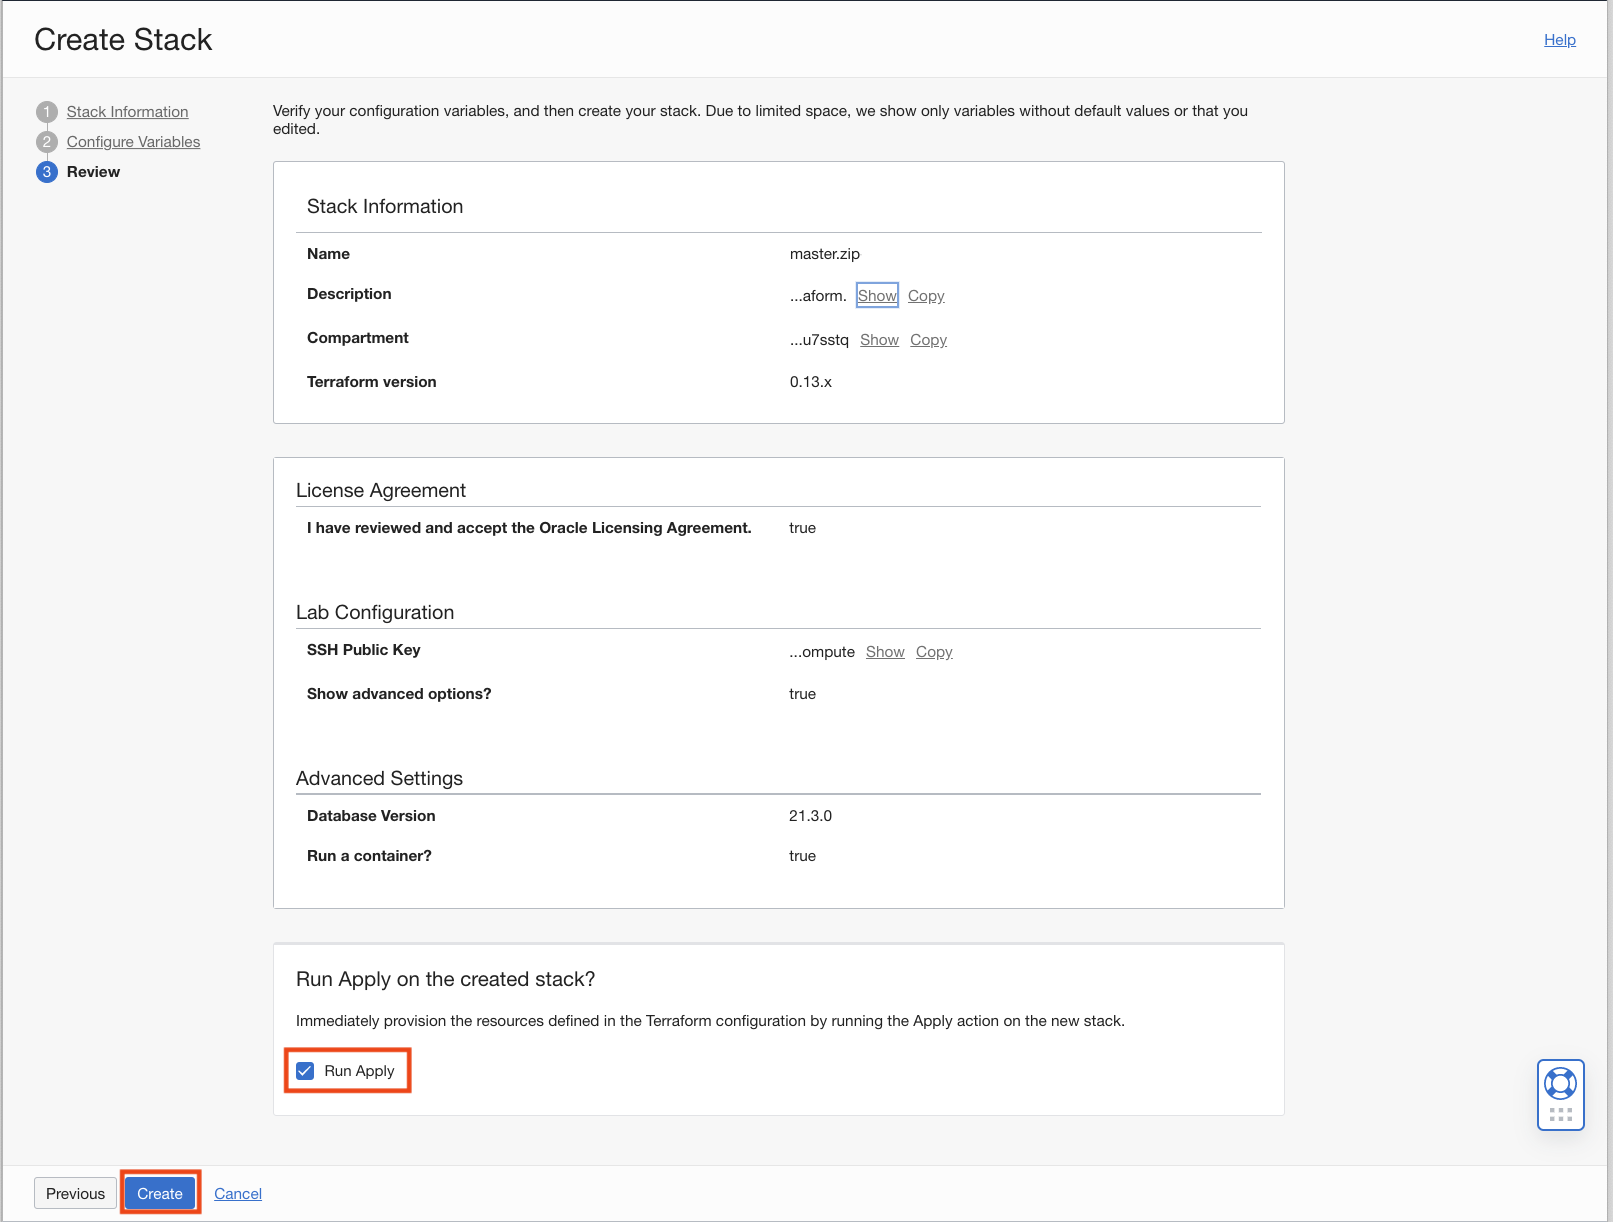 Create Stack
Help
1 Stack Information
2 Configure Variables
3 Review
Verify your configuration variables, and then create your stack. Due to limited space, we show only variables without default values or that you
edited.
Stack Information
Name master.zip
Description ...aform. Show Copy
Compartment ...u7sstq Show Copy
Terraform version 0.13.x
License Agreement
I have reviewed and accept the Oracle Licensing Agreement. true
Lab Configuration
SSH Public Key ...ompute Show Copy
Show advanced options? true
Advanced Settings
Database Version 21.3.0
Run a container? true
Run Apply on the created stack?
Immediately provision the resources defined in the Terraform configuration by running the Apply action on the new stack.
Run Apply
Previous Create Cancel